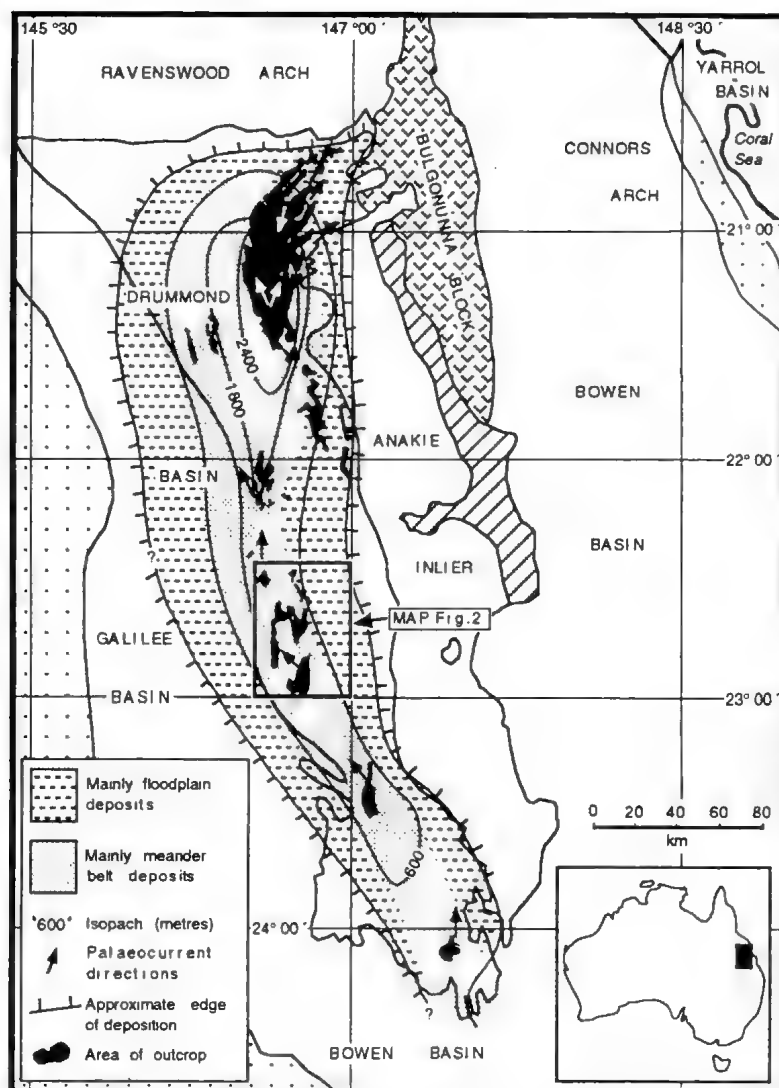 145°30
147°00´
148°30
RAVENSWOOD ARCH
YARROL
BASIN
Coral
Sea
CONNORS
ARCH
BULGONUNNA
BLOCK
21°00´
DRUMMOND
2400
1800
BOWEN
ANAKIE
22°00´
BASIN
BASIN
?
INLIER
MAP Fig.2
GALILEE
BASIN
23°00´
Mainly floodplain
deposits
Mainly meander
belt deposits
"600" Isopach (metres)
Palaeocurrent
directions
Approximate edge
of deposition
Area of outcrop
0 20 40 60 80
km
600
24°00´
?
BOWEN BASIN